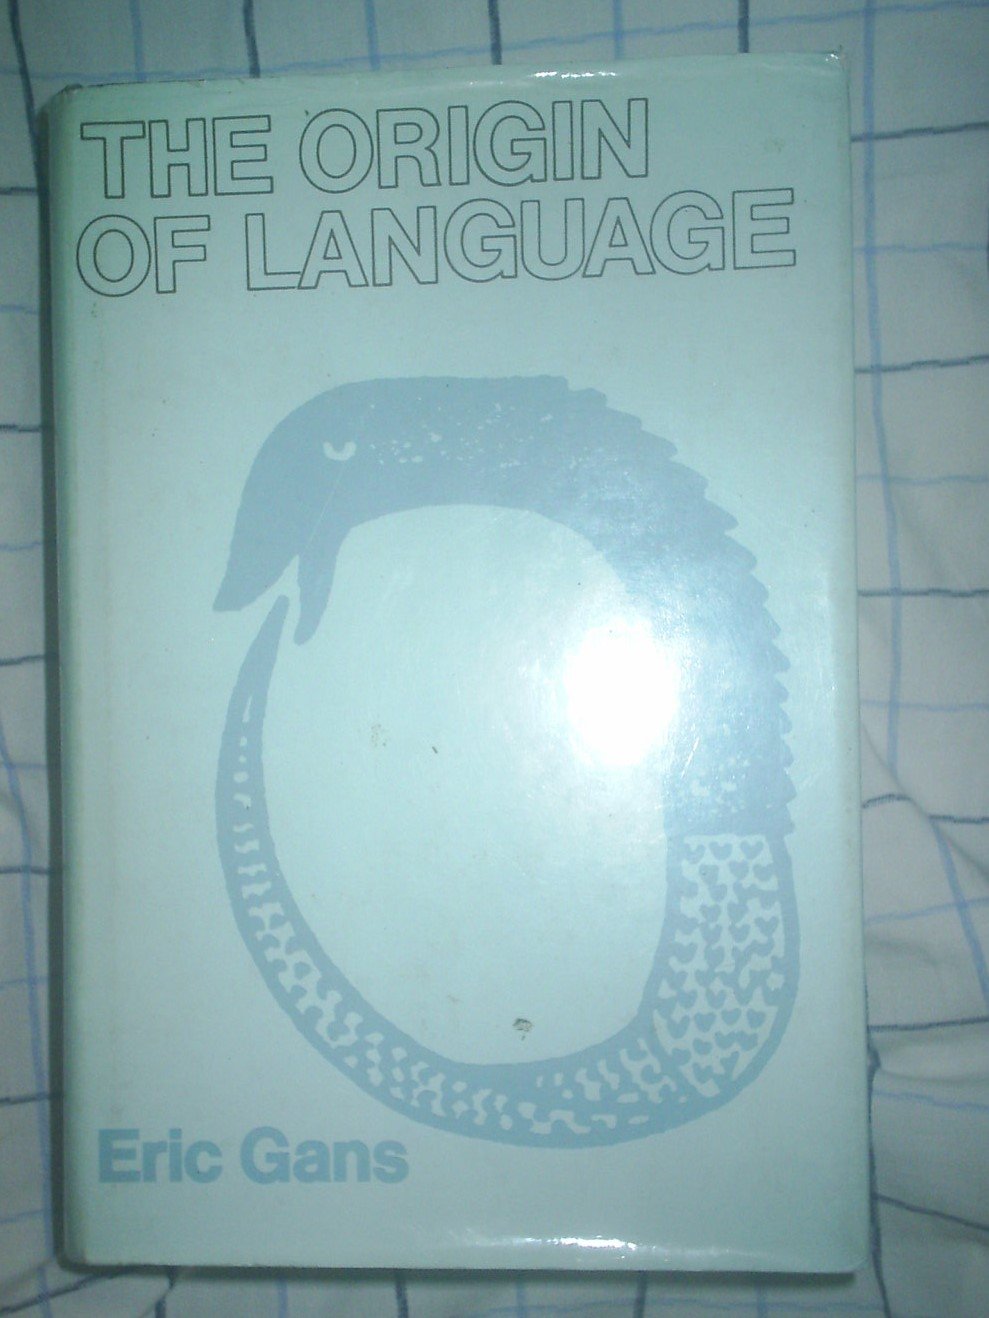 THE ORIGIN
OF LANGUAGE
Eric Gans